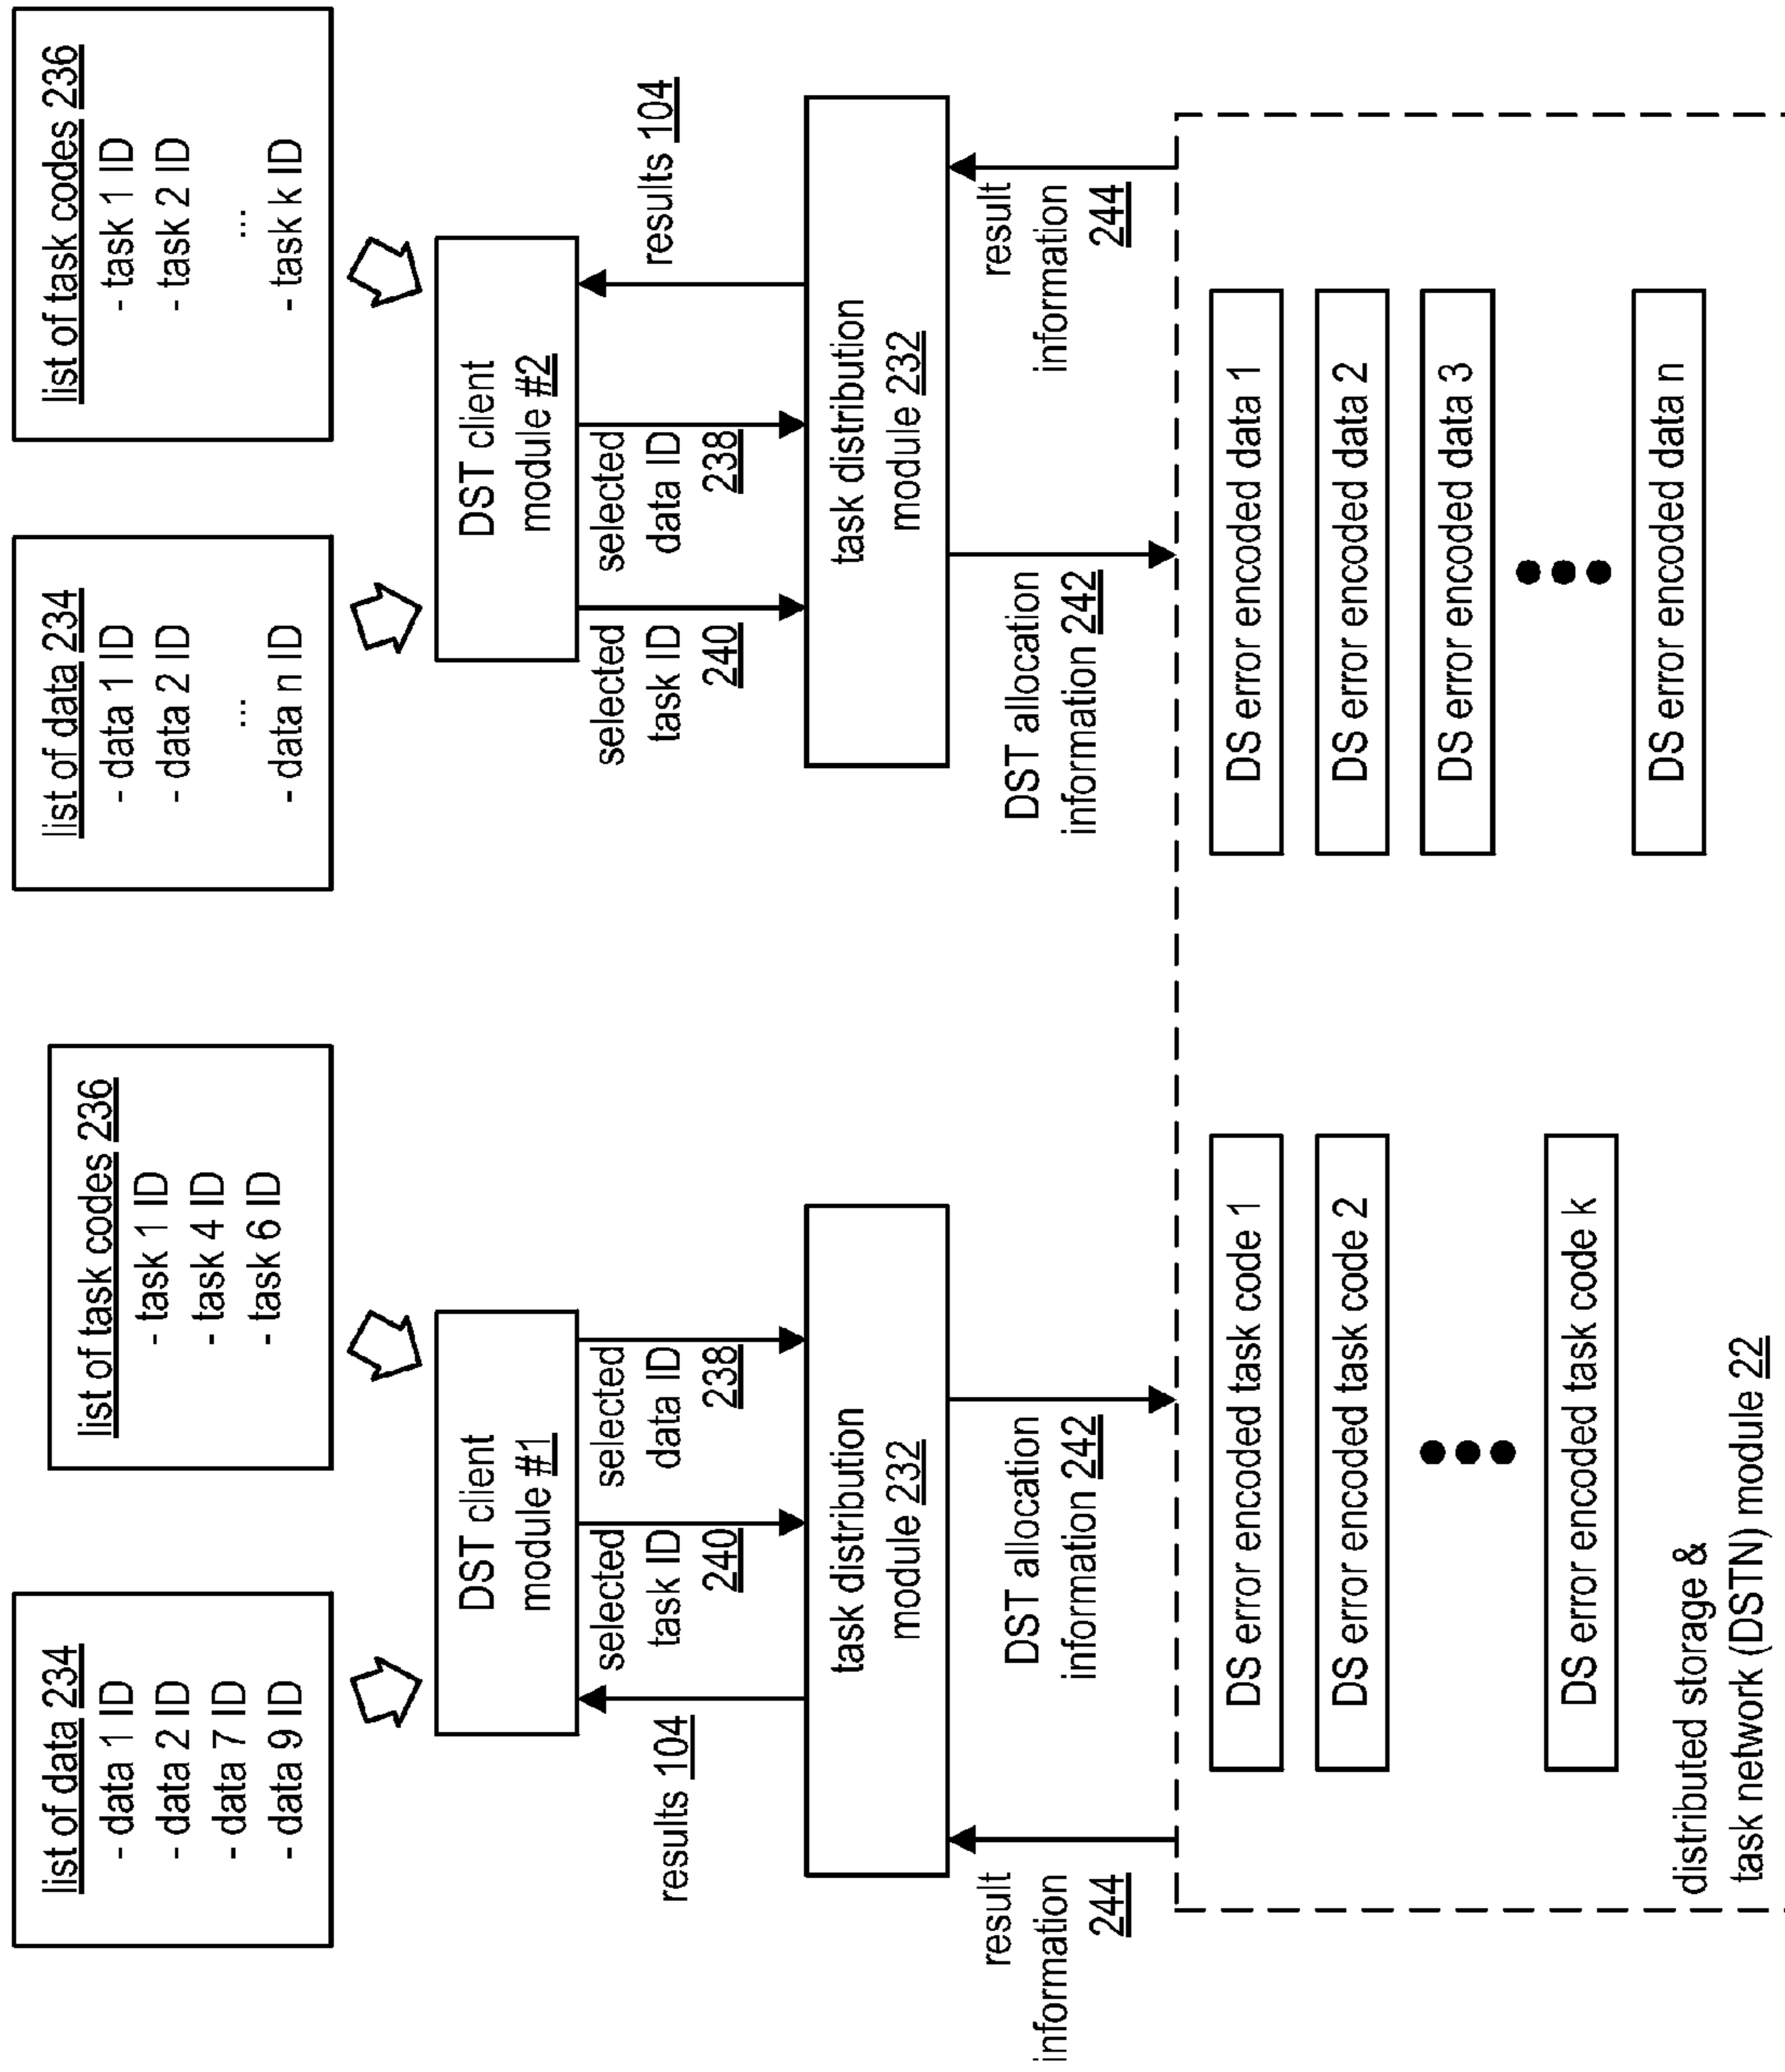 list of data 234
- data 1 ID
- data 2 ID
- data 7 ID
- data 9 ID
list of task codes 236
- task 1 ID
- task 4 ID
- task 6 ID
list of data 234
- data 1 ID
- data 2 ID
...
- data n ID
list of task codes 236
- task 1 ID
- task 2 ID
...
- task k ID
DST client
module #1
DST client
module #2
results 104
selected
task ID
240
selected
data ID
238
selected
task ID
240
selected
data ID
238
results 104
task distribution
module 232
task distribution
module 232
result
information
244
DST allocation
information 242
DST allocation
information 242
result
information
244
DS error encoded task code 1
DS error encoded task code 2
DS error encoded task code k
DS error encoded data 1
DS error encoded data 2
DS error encoded data 3
DS error encoded data n
distributed storage &
task network (DSTN) module 22